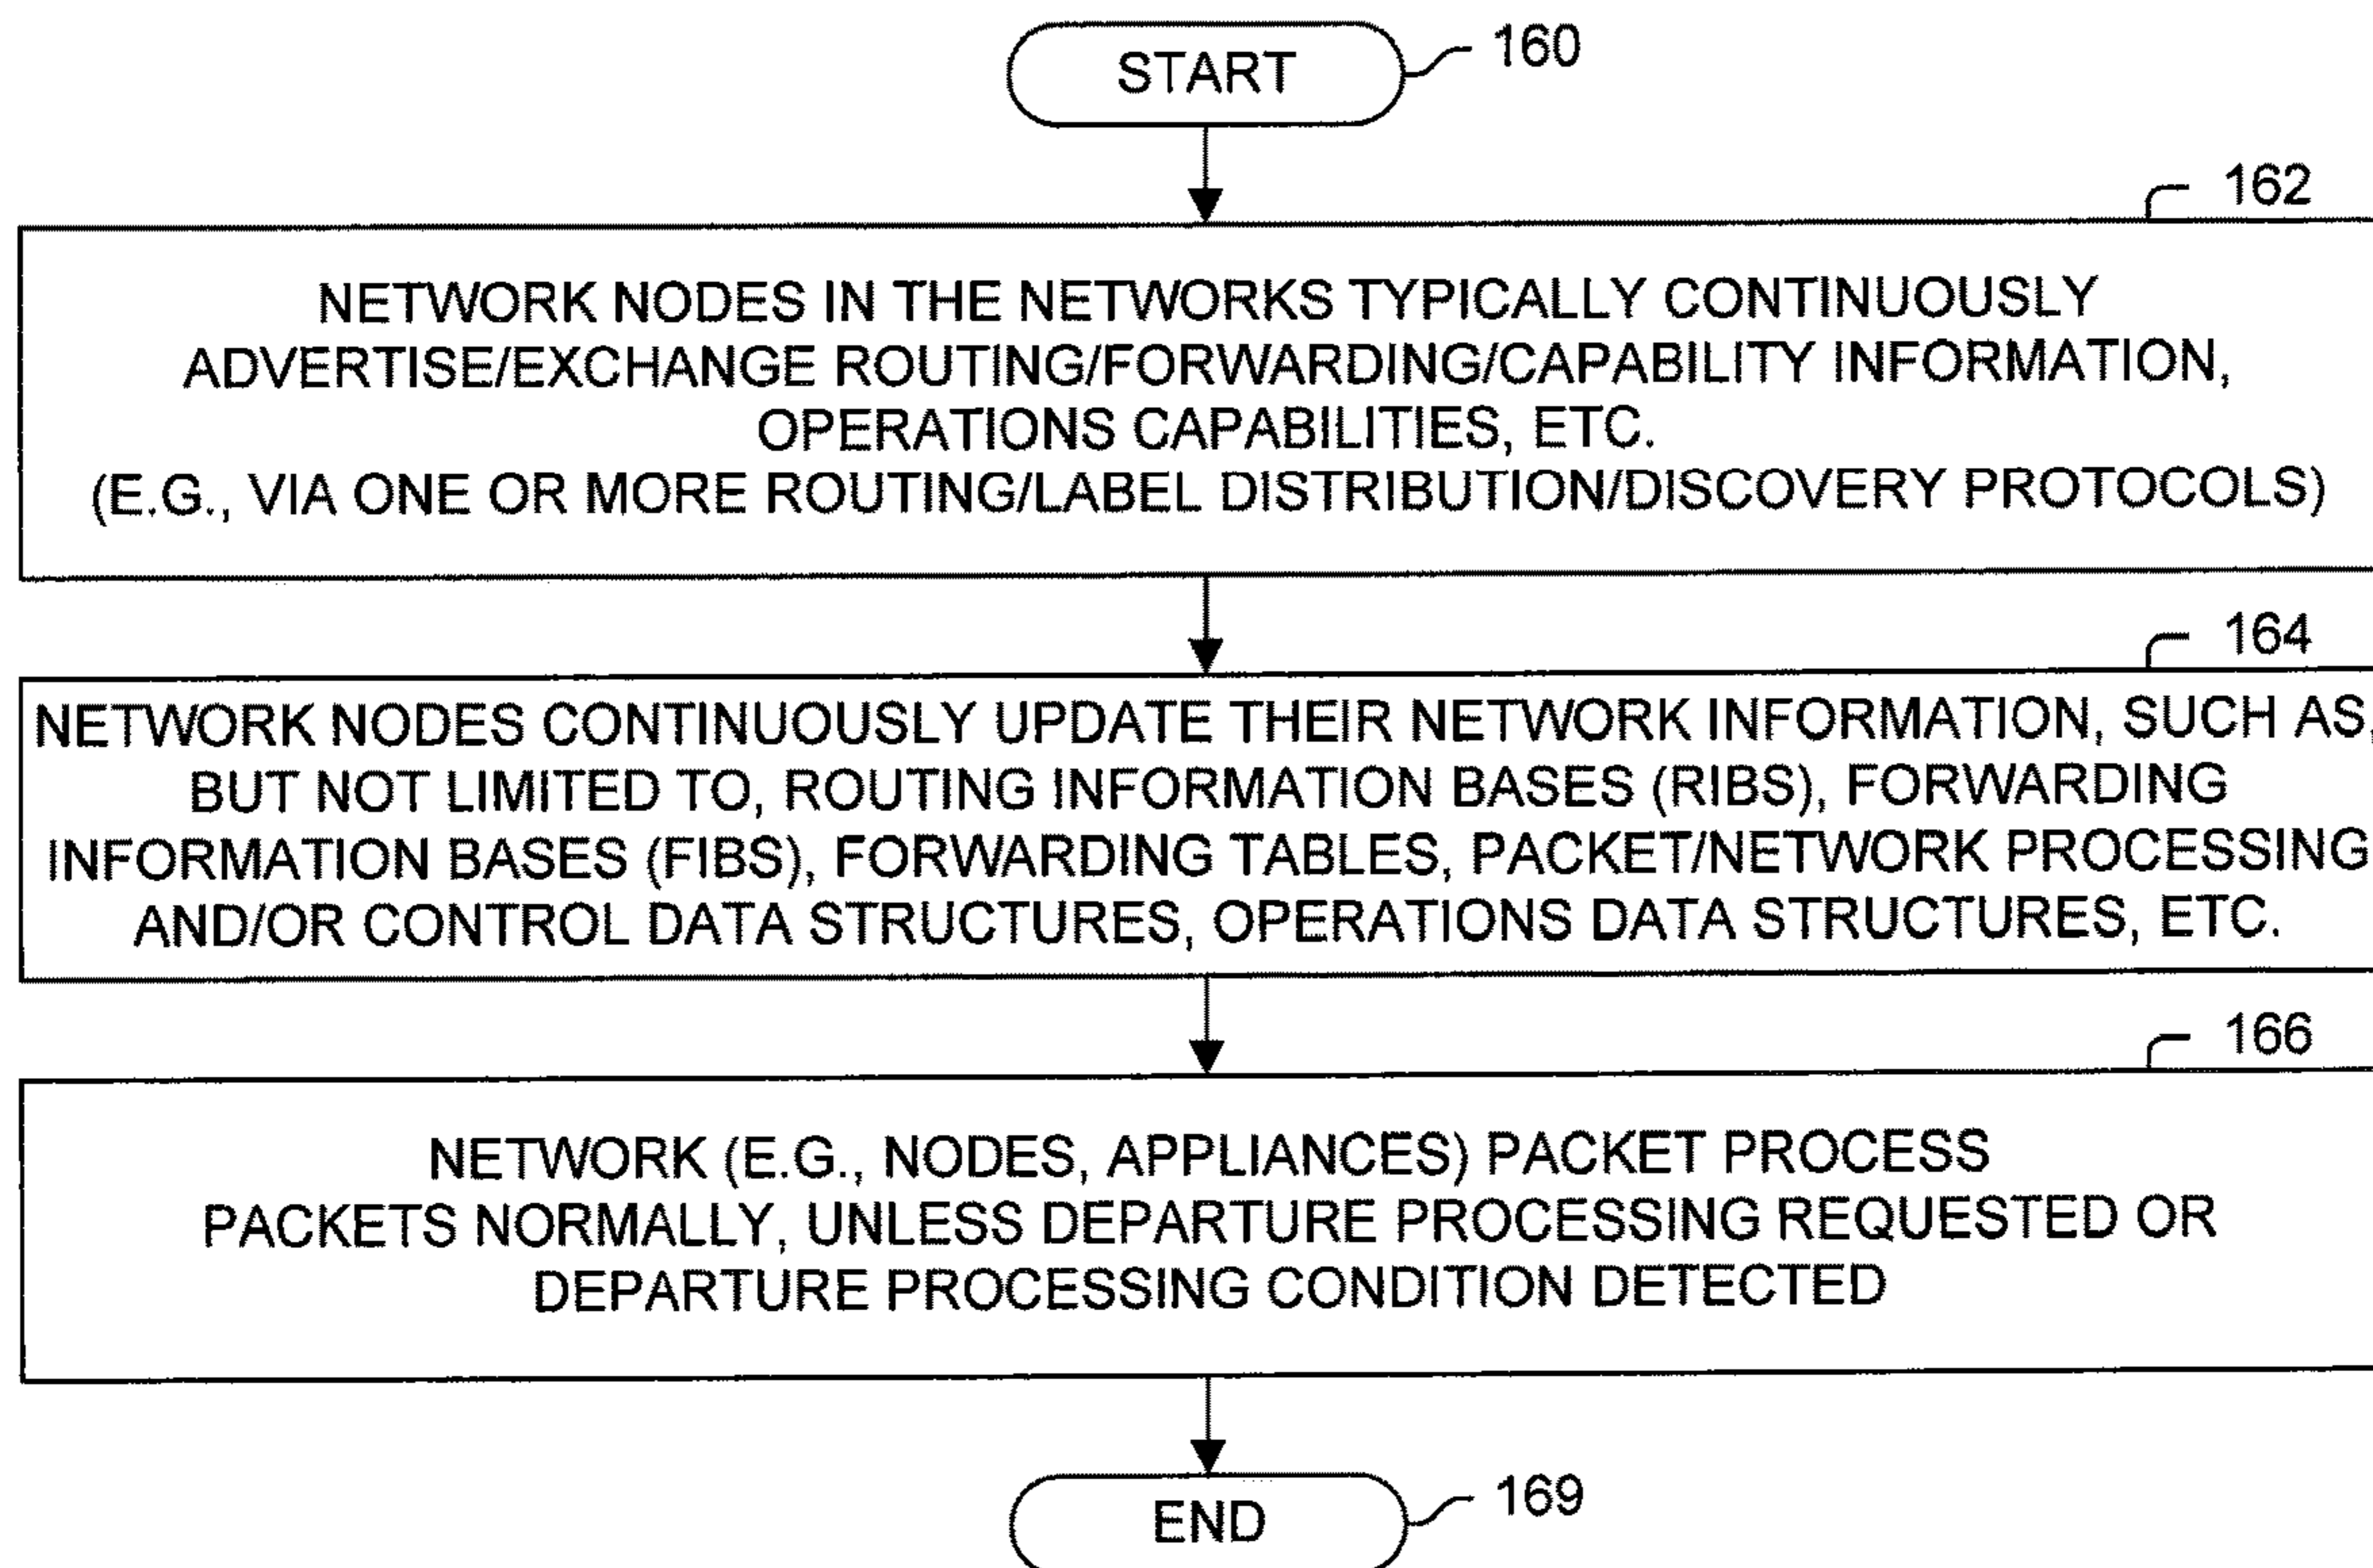 START
160
162
NETWORK NODES IN THE NETWORKS TYPICALLY CONTINUOUSLY
ADVERTISE/EXCHANGE ROUTING/FORWARDING/CAPABILITY INFORMATION,
OPERATIONS CAPABILITIES, ETC.
(E.G., VIA ONE OR MORE ROUTING/LABEL DISTRIBUTION/DISCOVERY PROTOCOLS)
164
NETWORK NODES CONTINUOUSLY UPDATE THEIR NETWORK INFORMATION, SUCH AS,
BUT NOT LIMITED TO, ROUTING INFORMATION BASES (RIBS), FORWARDING
INFORMATION BASES (FIBS), FORWARDING TABLES, PACKET/NETWORK PROCESSING
AND/OR CONTROL DATA STRUCTURES, OPERATIONS DATA STRUCTURES, ETC.
166
NETWORK (E.G., NODES, APPLIANCES) PACKET PROCESS
PACKETS NORMALLY, UNLESS DEPARTURE PROCESSING REQUESTED OR
DEPARTURE PROCESSING CONDITION DETECTED
END
169